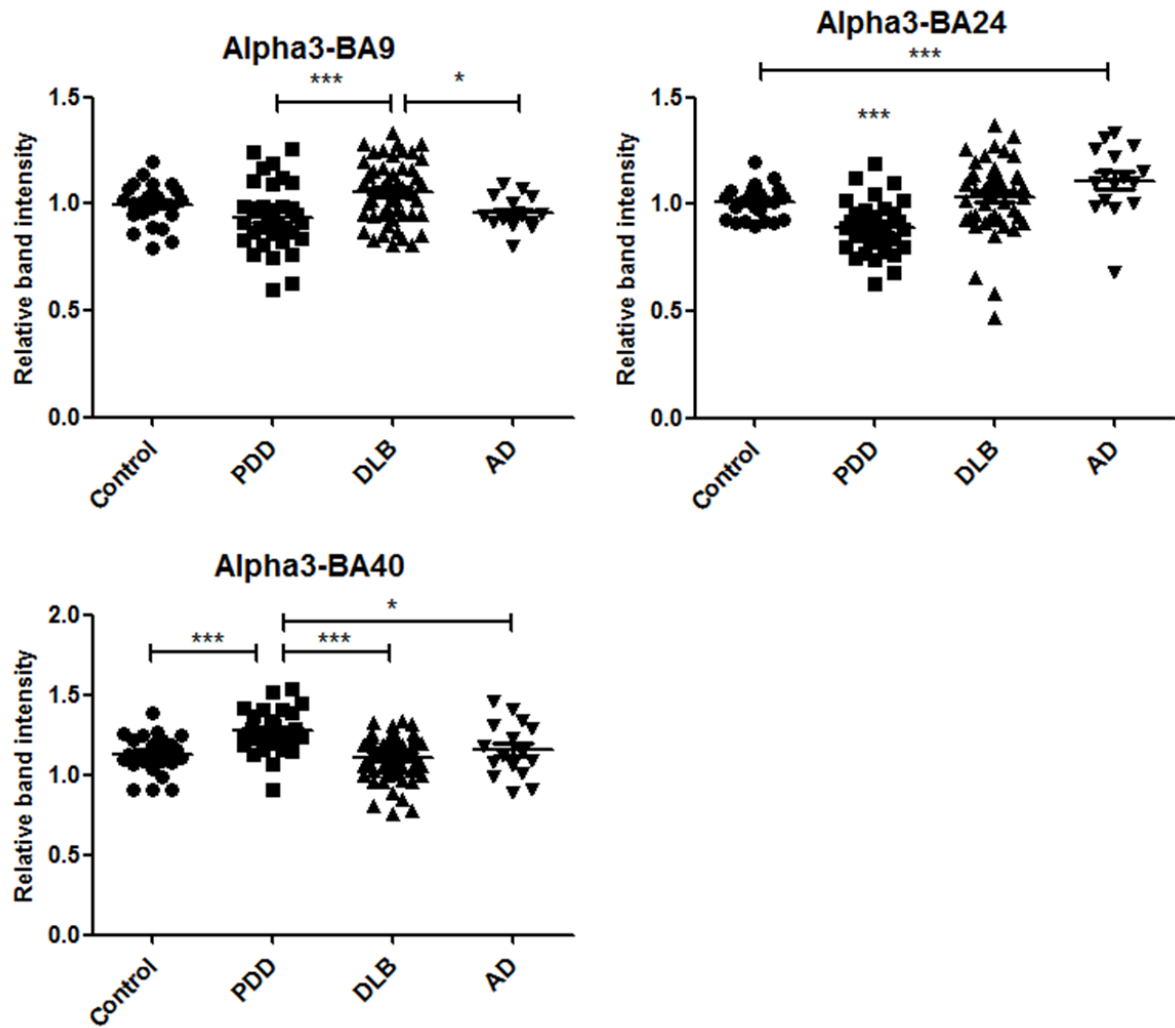 Alpha3-BA9
*** *
Relative band intensity
1.5
1.0
0.5
0.0
Control PDD DLB AD
Alpha3-BA24
***
***
Relative band intensity
1.5
1.0
0.5
0.0
Control PDD DLB AD
Alpha3-BA40
*
*** ***
Relative band intensity
2.0
1.5
1.0
0.5
0.0
Control PDD DLB AD